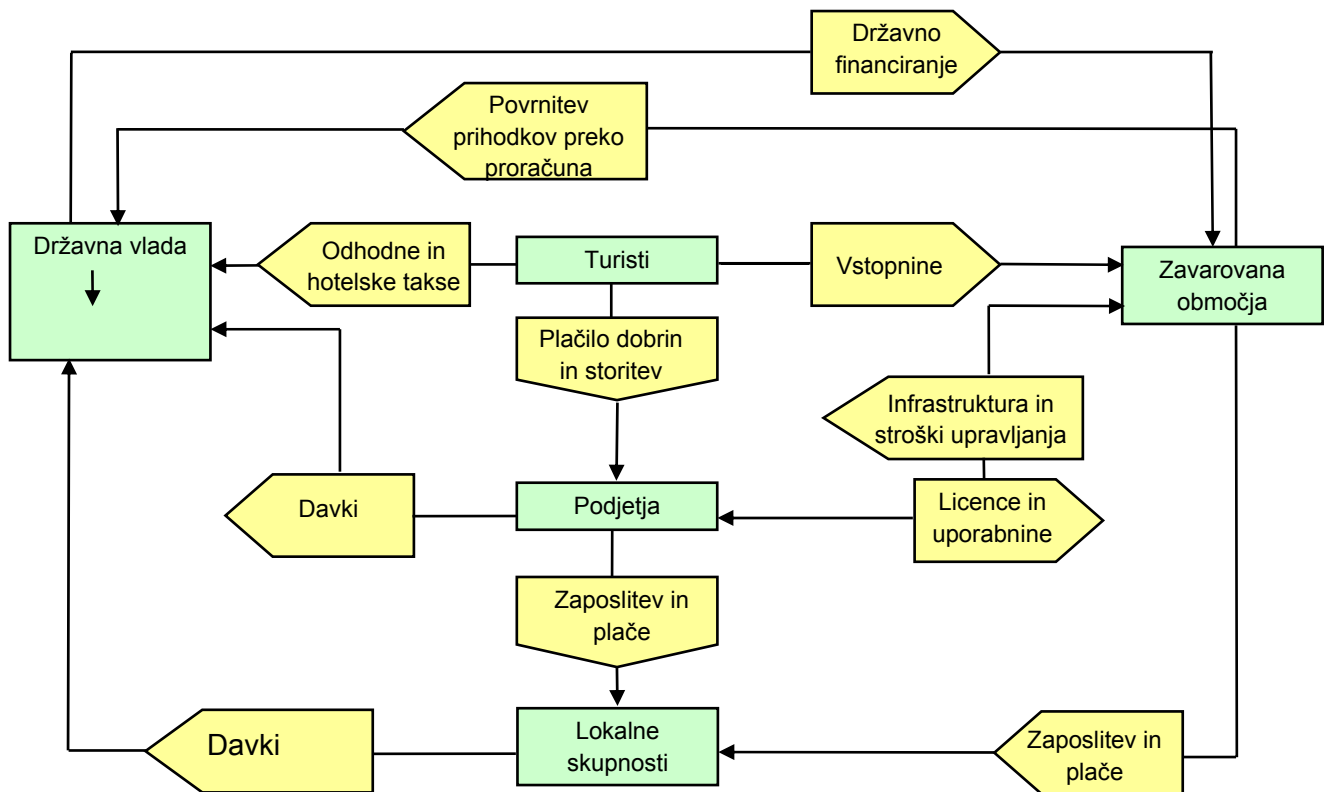 Državno
financiranje
Povrnitev
prihodkov preko
proračuna
Državna vlada
Odhodne in
hotelske takse
Turisti
Vstopnine
Zavarovana
območja
Plačilo dobrin
in storitev
Infrastruktura in
stroški upravljanja
Davki
Podjetja
Licence in
uporabnine
Zaposlitev in
plače
Davki
Lokalne
skupnosti
Zaposlitev in
plače